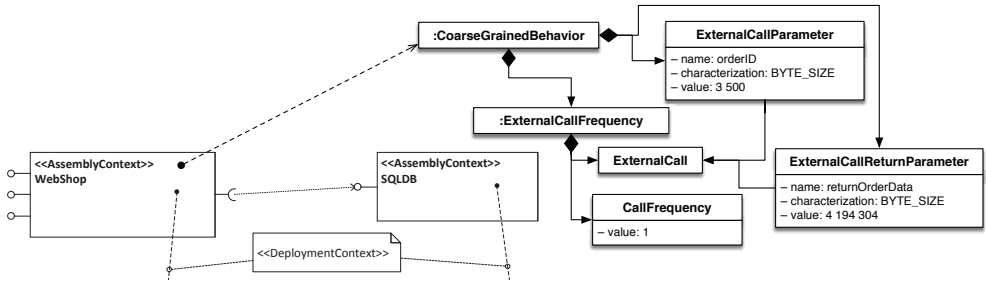 :CoarseGrainedBehavior
ExternalCallParameter
– name: orderID
– characterization: BYTE_SIZE
– value: 3 500
:ExternalCallFrequency
ExternalCall
ExternalCallReturnParameter
– name: returnOrderData
– characterization: BYTE_SIZE
– value: 4 194 304
CallFrequency
– value: 1
<<AssemblyContext>>
WebShop
<<AssemblyContext>>
SQLDB
<<DeploymentContext>>